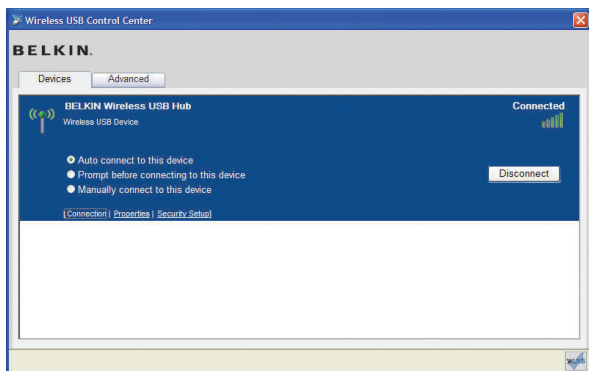 Wireless USB Control Center
BELKIN.
Devices Advanced
BELKIN Wireless USB Hub Connected
Wireless USB Device
Auto connect to this device
Prompt before connecting to this device Disconnect
Manually connect to this device
[Connection | Properties | Security Setup]